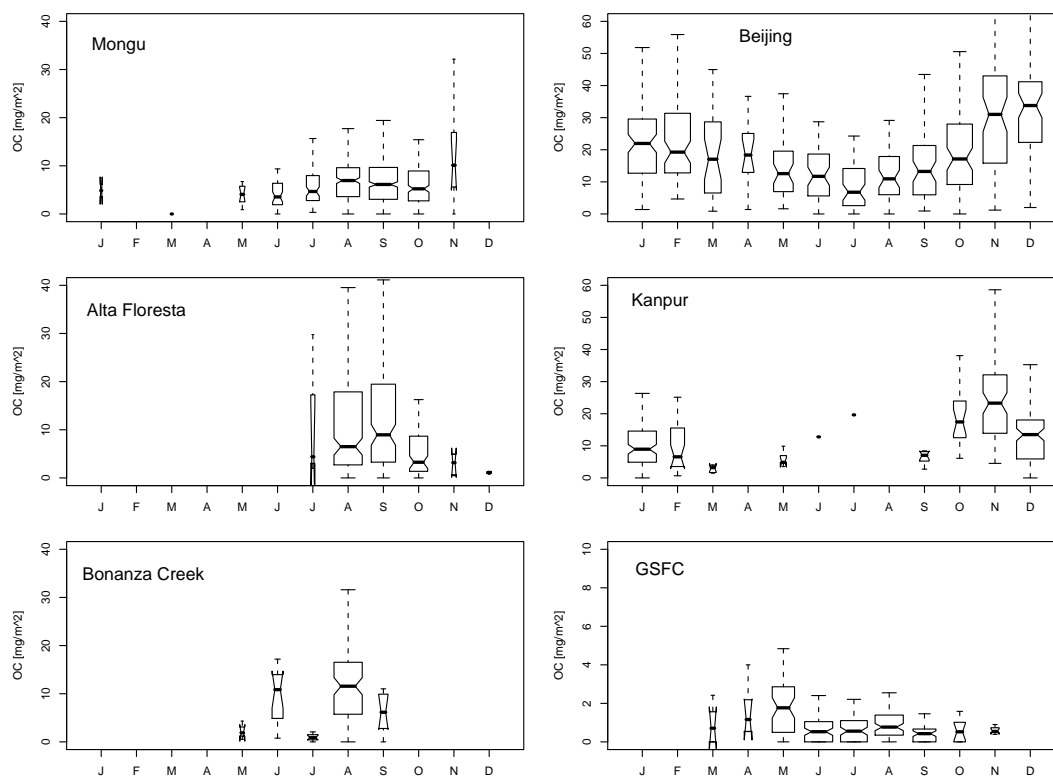 Mongu
OC [mg/m^2]
0 10 20 30 40
J F M A M J J A S O N D
Beijing
OC [mg/m^2]
0 10 20 30 40 50 60
J F M A M J J A S O N D
Alta Floresta
OC [mg/m^2]
0 10 20 30 40
J F M A M J J A S O N D
Kanpur
OC [mg/m^2]
0 10 20 30 40 50 60
J F M A M J J A S O N D
Bonanza Creek
OC [mg/m^2]
0 10 20 30 40
J F M A M J J A S O N D
GSFC
OC [mg/m^2]
0 2 4 6 8 10
J F M A M J J A S O N D